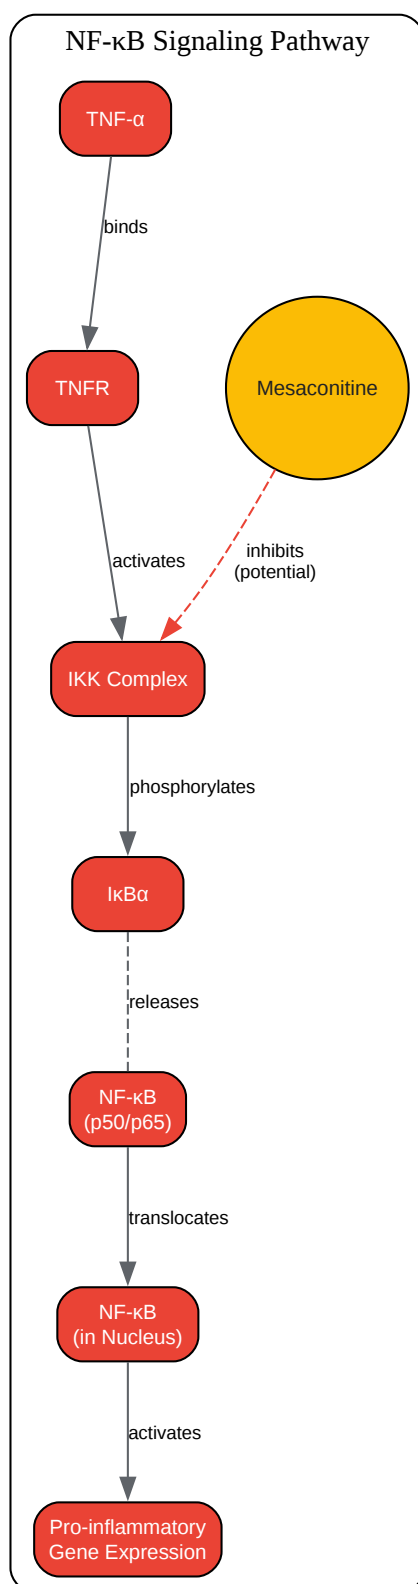 NF-κB Signaling Pathway
TNF-α
binds
TNFR
Mesaconitine
activates
inhibits
(potential)
IKK Complex
phosphorylates
IκBα
releases
NF-κB
(p50/p65)
translocates
NF-κB
(in Nucleus)
activates
Pro-inflammatory
Gene Expression